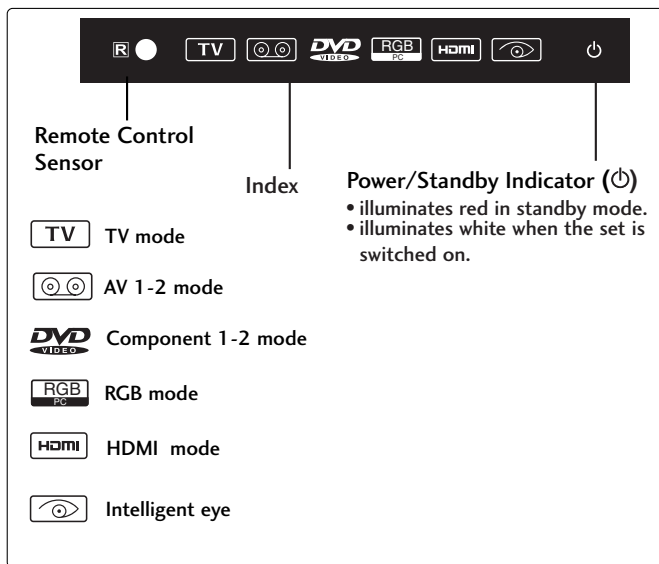 R TV DVD VIDEO RGB PC HDMI
Remote Control
Sensor
Index
Power/Standby Indicator (⏻)
• illuminates red in standby mode.
• illuminates white when the set is
switched on.
TV TV mode
AV 1-2 mode
DVD VIDEO Component 1-2 mode
RGB PC RGB mode
HDMI HDMI mode
Intelligent eye